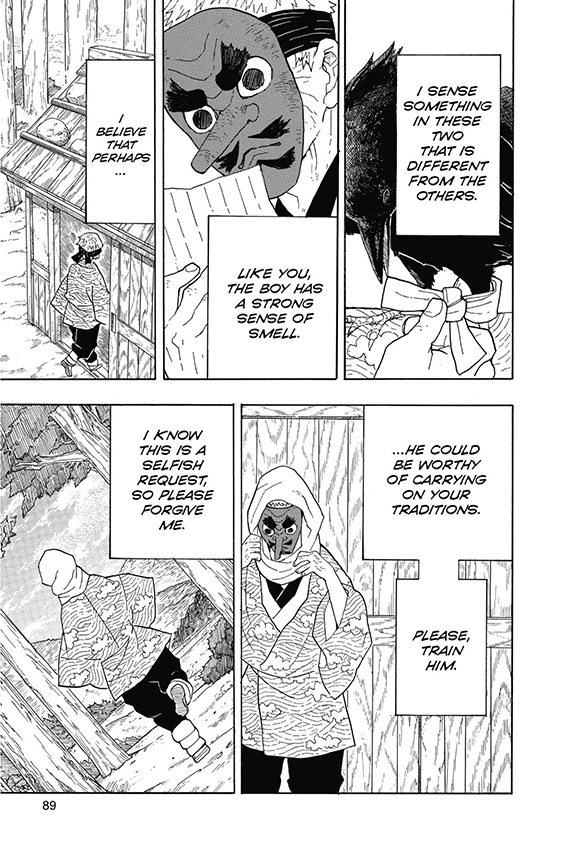 I SENSE
SOMETHING
IN THESE
TWO
THAT IS
DIFFERENT
FROM THE
OTHERS.
LIKE YOU,
THE BOY HAS
A STRONG
SENSE OF
SMELL.
I
BELIEVE
THAT
PERHAPS
...
...HE COULD
BE WORTHY
OF CARRYING
ON YOUR
TRADITIONS.
PLEASE,
TRAIN
HIM.
I KNOW
THIS IS A
SELFISH
REQUEST,
SO PLEASE
FORGIVE
ME.
89